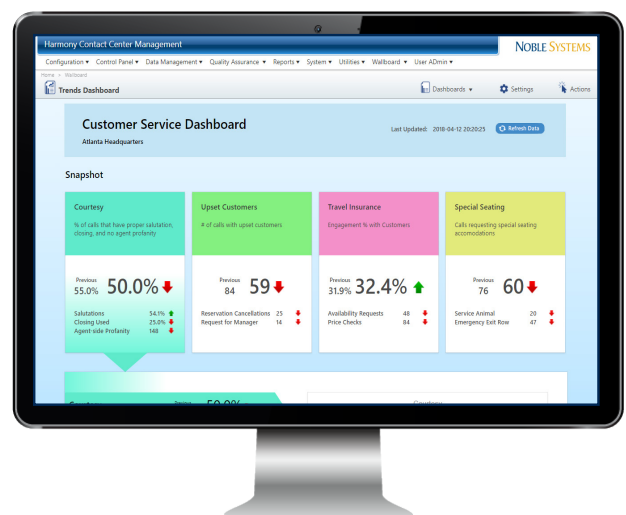 Harmony Contact Center Management
NOBLE SYSTEMS
Configuration ▾ Control Panel ▾ Data Management ▾ Quality Assurance ▾ Reports ▾ System ▾ Utilities ▾ Wallboard ▾ User ADmin ▾
Home > Wallboard
Trends Dashboard
Dashboards ▾ Settings Actions
Customer Service Dashboard
Atlanta Headquarters
Last Updated: 2018-04-12 20:20:25 Refresh Data
Snapshot
Courtesy
% of calls that have proper salutation,
closing, and no agent profanity
Previous
55.0% 50.0%
Salutations 54.1%
Closing Used 25.0%
Agent-side Profanity 148
Upset Customers
# of calls with upset customers
Previous
84 59
Reservation Cancellations 25
Request for Manager 14
Travel Insurance
Engagement % with Customers
Previous
31.9% 32.4%
Availability Requests 48
Price Checks 84
Special Seating
Calls requesting special seating
accomodations
Previous
76 60
Service Animal 20
Emergency Exit Row 47